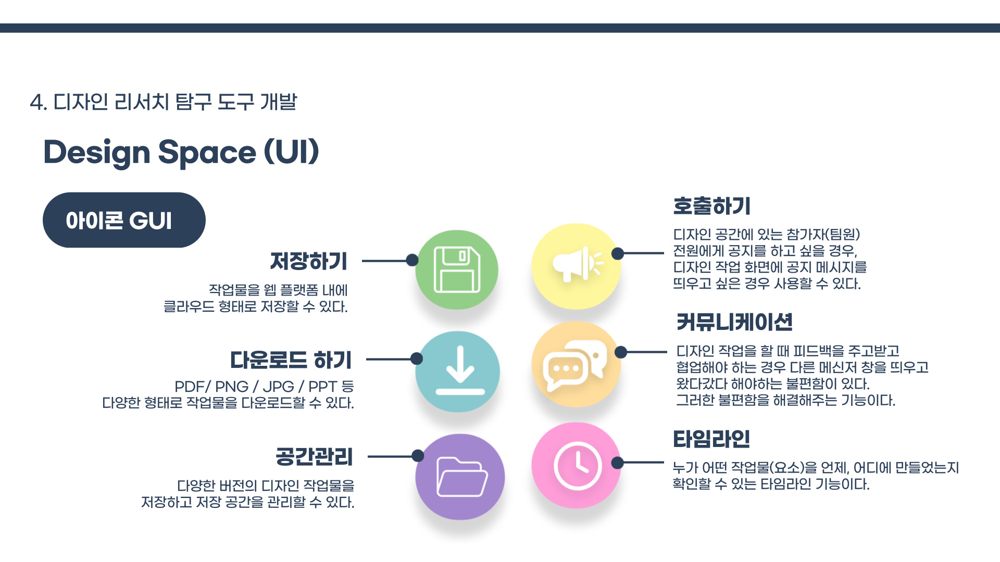 4. 디자인 리서치 탐구 도구 개발
Design Space (UI)
아이콘 GUI
저장하기
작업물을 웹 플랫폼 내에
클라우드 형태로 저장할 수 있다.
다운로드 하기
PDF/ PNG / JPG / PPT 등
다양한 형태로 작업물을 다운로드할 수 있다.
공간관리
다양한 버전의 디자인 작업물을
저장하고 저장 공간을 관리할 수 있다.
호출하기
디자인 공간에 있는 참가자(팀원)
전원에게 공지를 하고 싶을 경우,
디자인 작업 화면에 공지 메시지를
띄우고 싶은 경우 사용할 수 있다.
커뮤니케이션
디자인 작업을 할 때 피드백을 주고받고
협업해야 하는 경우 다른 메신저 창을 띄우고
왔다갔다 해야하는 불편함이 있다.
그러한 불편함을 해결해주는 기능이다.
타임라인
누가 어떤 작업물(요소)을 언제, 어디에 만들었는지
확인할 수 있는 타임라인 기능이다.